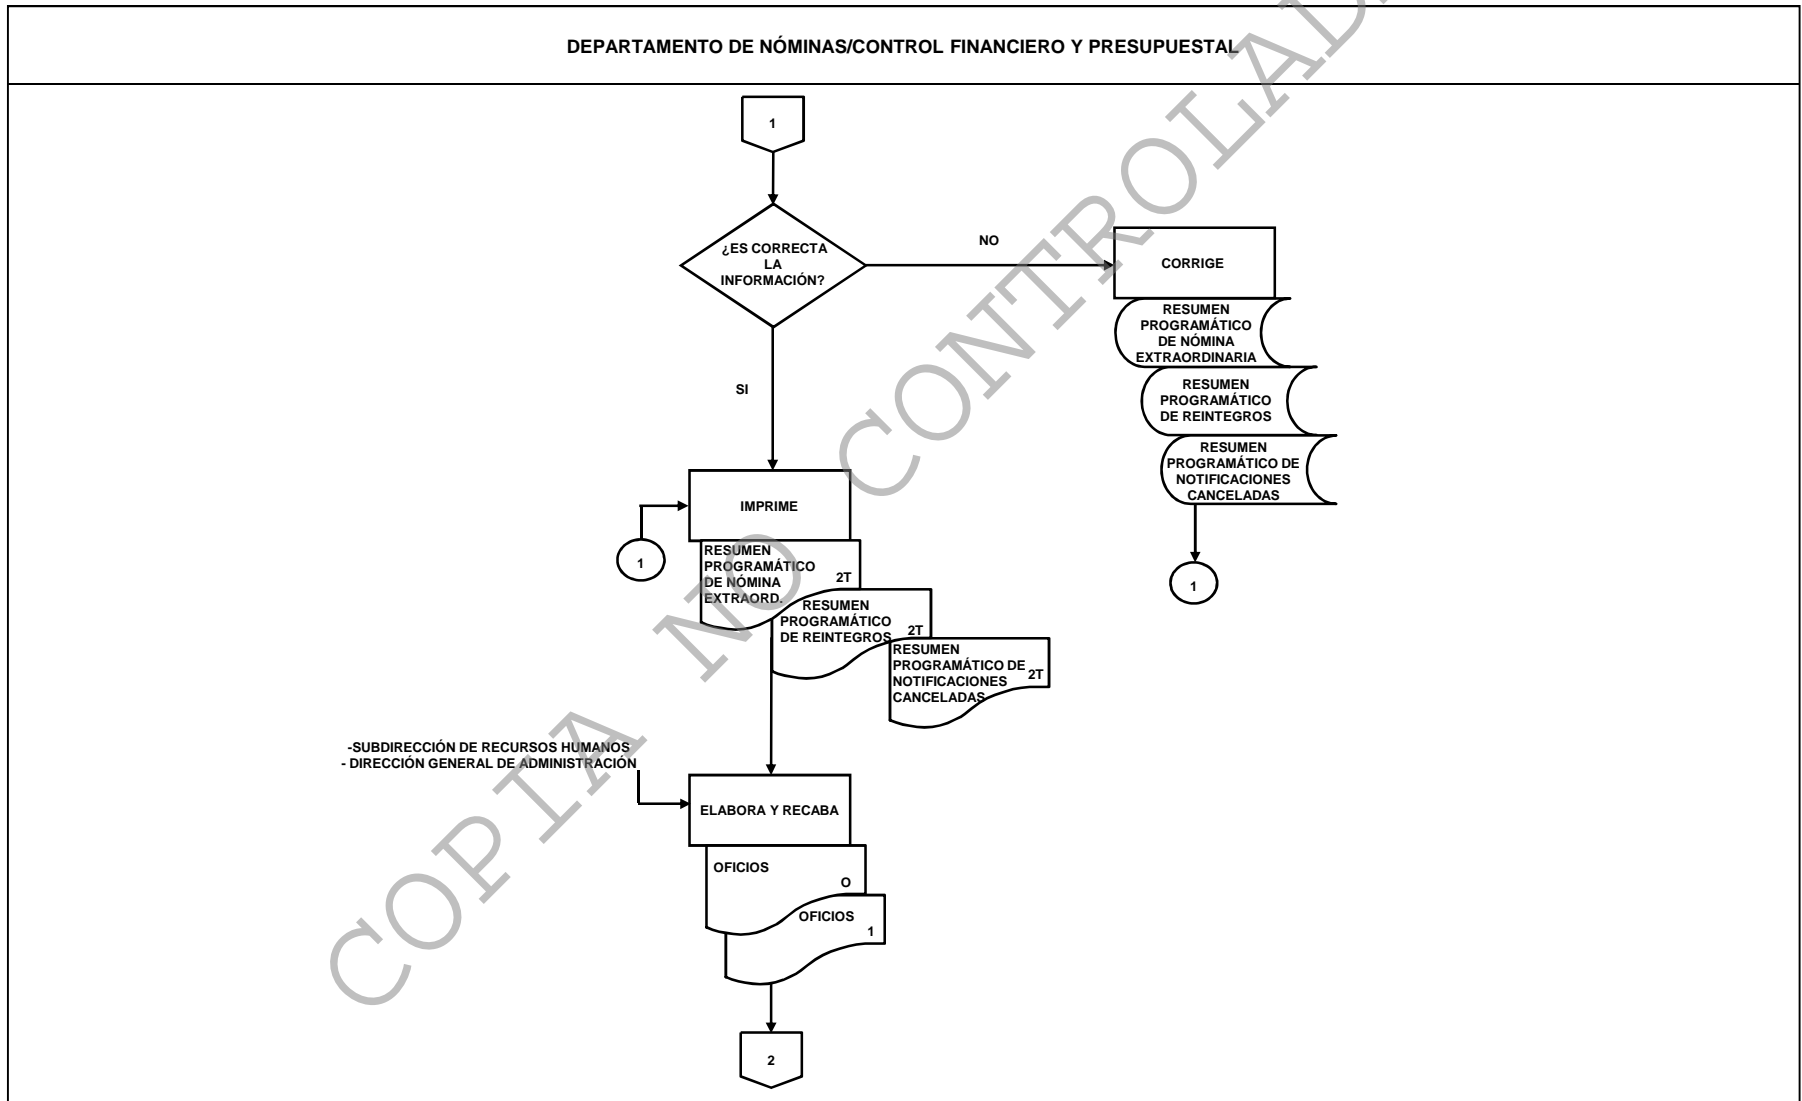 DEPARTAMENTO DE NÓMINAS/CONTROL FINANCIERO Y PRESUPUESTAL
1
¿ES CORRECTA
LA
INFORMACIÓN?
NO
CORRIGE
RESUMEN
PROGRAMÁTICO
DE NÓMINA
EXTRAORDINARIA
RESUMEN
PROGRAMÁTICO
DE REINTEGROS
RESUMEN
PROGRAMÁTICO DE
NOTIFICACIONES
CANCELADAS
1
SI
IMPRIME
1
RESUMEN
PROGRAMÁTICO
DE NÓMINA
EXTRAORD.
2T
RESUMEN
PROGRAMÁTICO
DE REINTEGROS
2T
RESUMEN
PROGRAMÁTICO DE
NOTIFICACIONES
CANCELADAS
2T
-SUBDIRECCIÓN DE RECURSOS HUMANOS
- DIRECCIÓN GENERAL DE ADMINISTRACIÓN
ELABORA Y RECABA
OFICIOS
O
OFICIOS
1
2
COPIA NO CONTROLAD